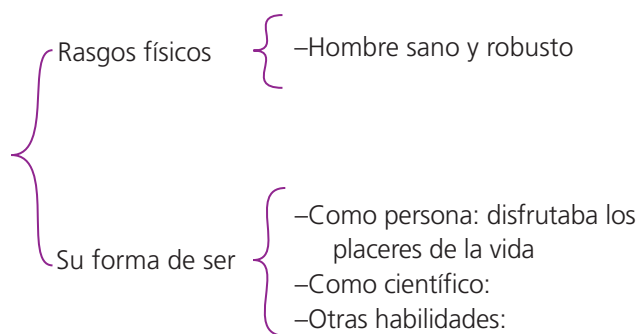 Rasgos físicos
–Hombre sano y robusto
Su forma de ser
–Como persona: disfrutaba los
placeres de la vida
–Como científico:
–Otras habilidades: